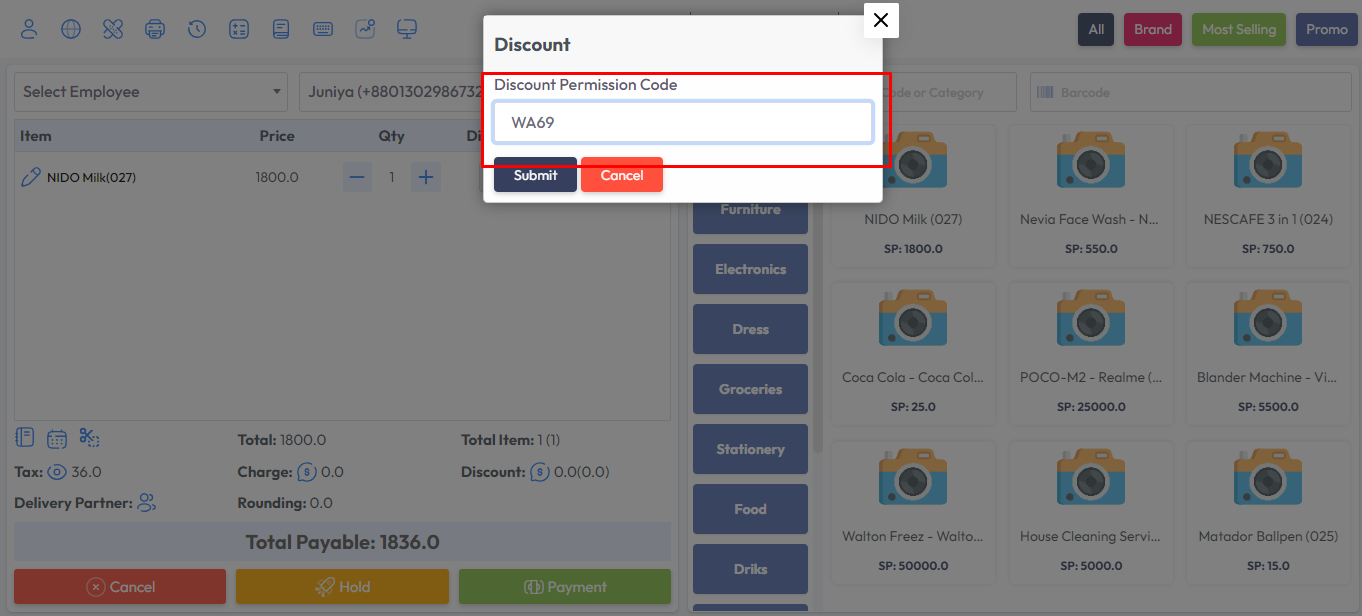 Discount
All
Brand
Most Selling
Promo
Select Employee
Juniya (+8801302986732
Discount Permission Code
WA69
Code or Category
Barcode
Submit
Cancel
Item
Price
Qty
Di
NIDO Milk(027)
1800.0
1
Furniture
Electronics
Dress
Groceries
Stationery
Food
Driks
NIDO Milk (027)
SP: 1800.0
Nevia Face Wash - N...
SP: 550.0
NESCAFE 3 in 1 (024)
SP: 750.0
Coca Cola - Coca Col...
SP: 25.0
POCO-M2 - Realme (...
SP: 25000.0
Blander Machine - Vi...
SP: 5500.0
Walton Freez - Walto...
SP: 50000.0
House Cleaning Servi...
SP: 5000.0
Matador Ballpen (025)
SP: 15.0
Total: 1800.0
Total Item: 1 (1)
Tax: 36.0
Charge: $ 0.0
Discount: $ 0.0(0.0)
Delivery Partner:
Rounding: 0.0
Total Payable: 1836.0
Cancel
Hold
Payment